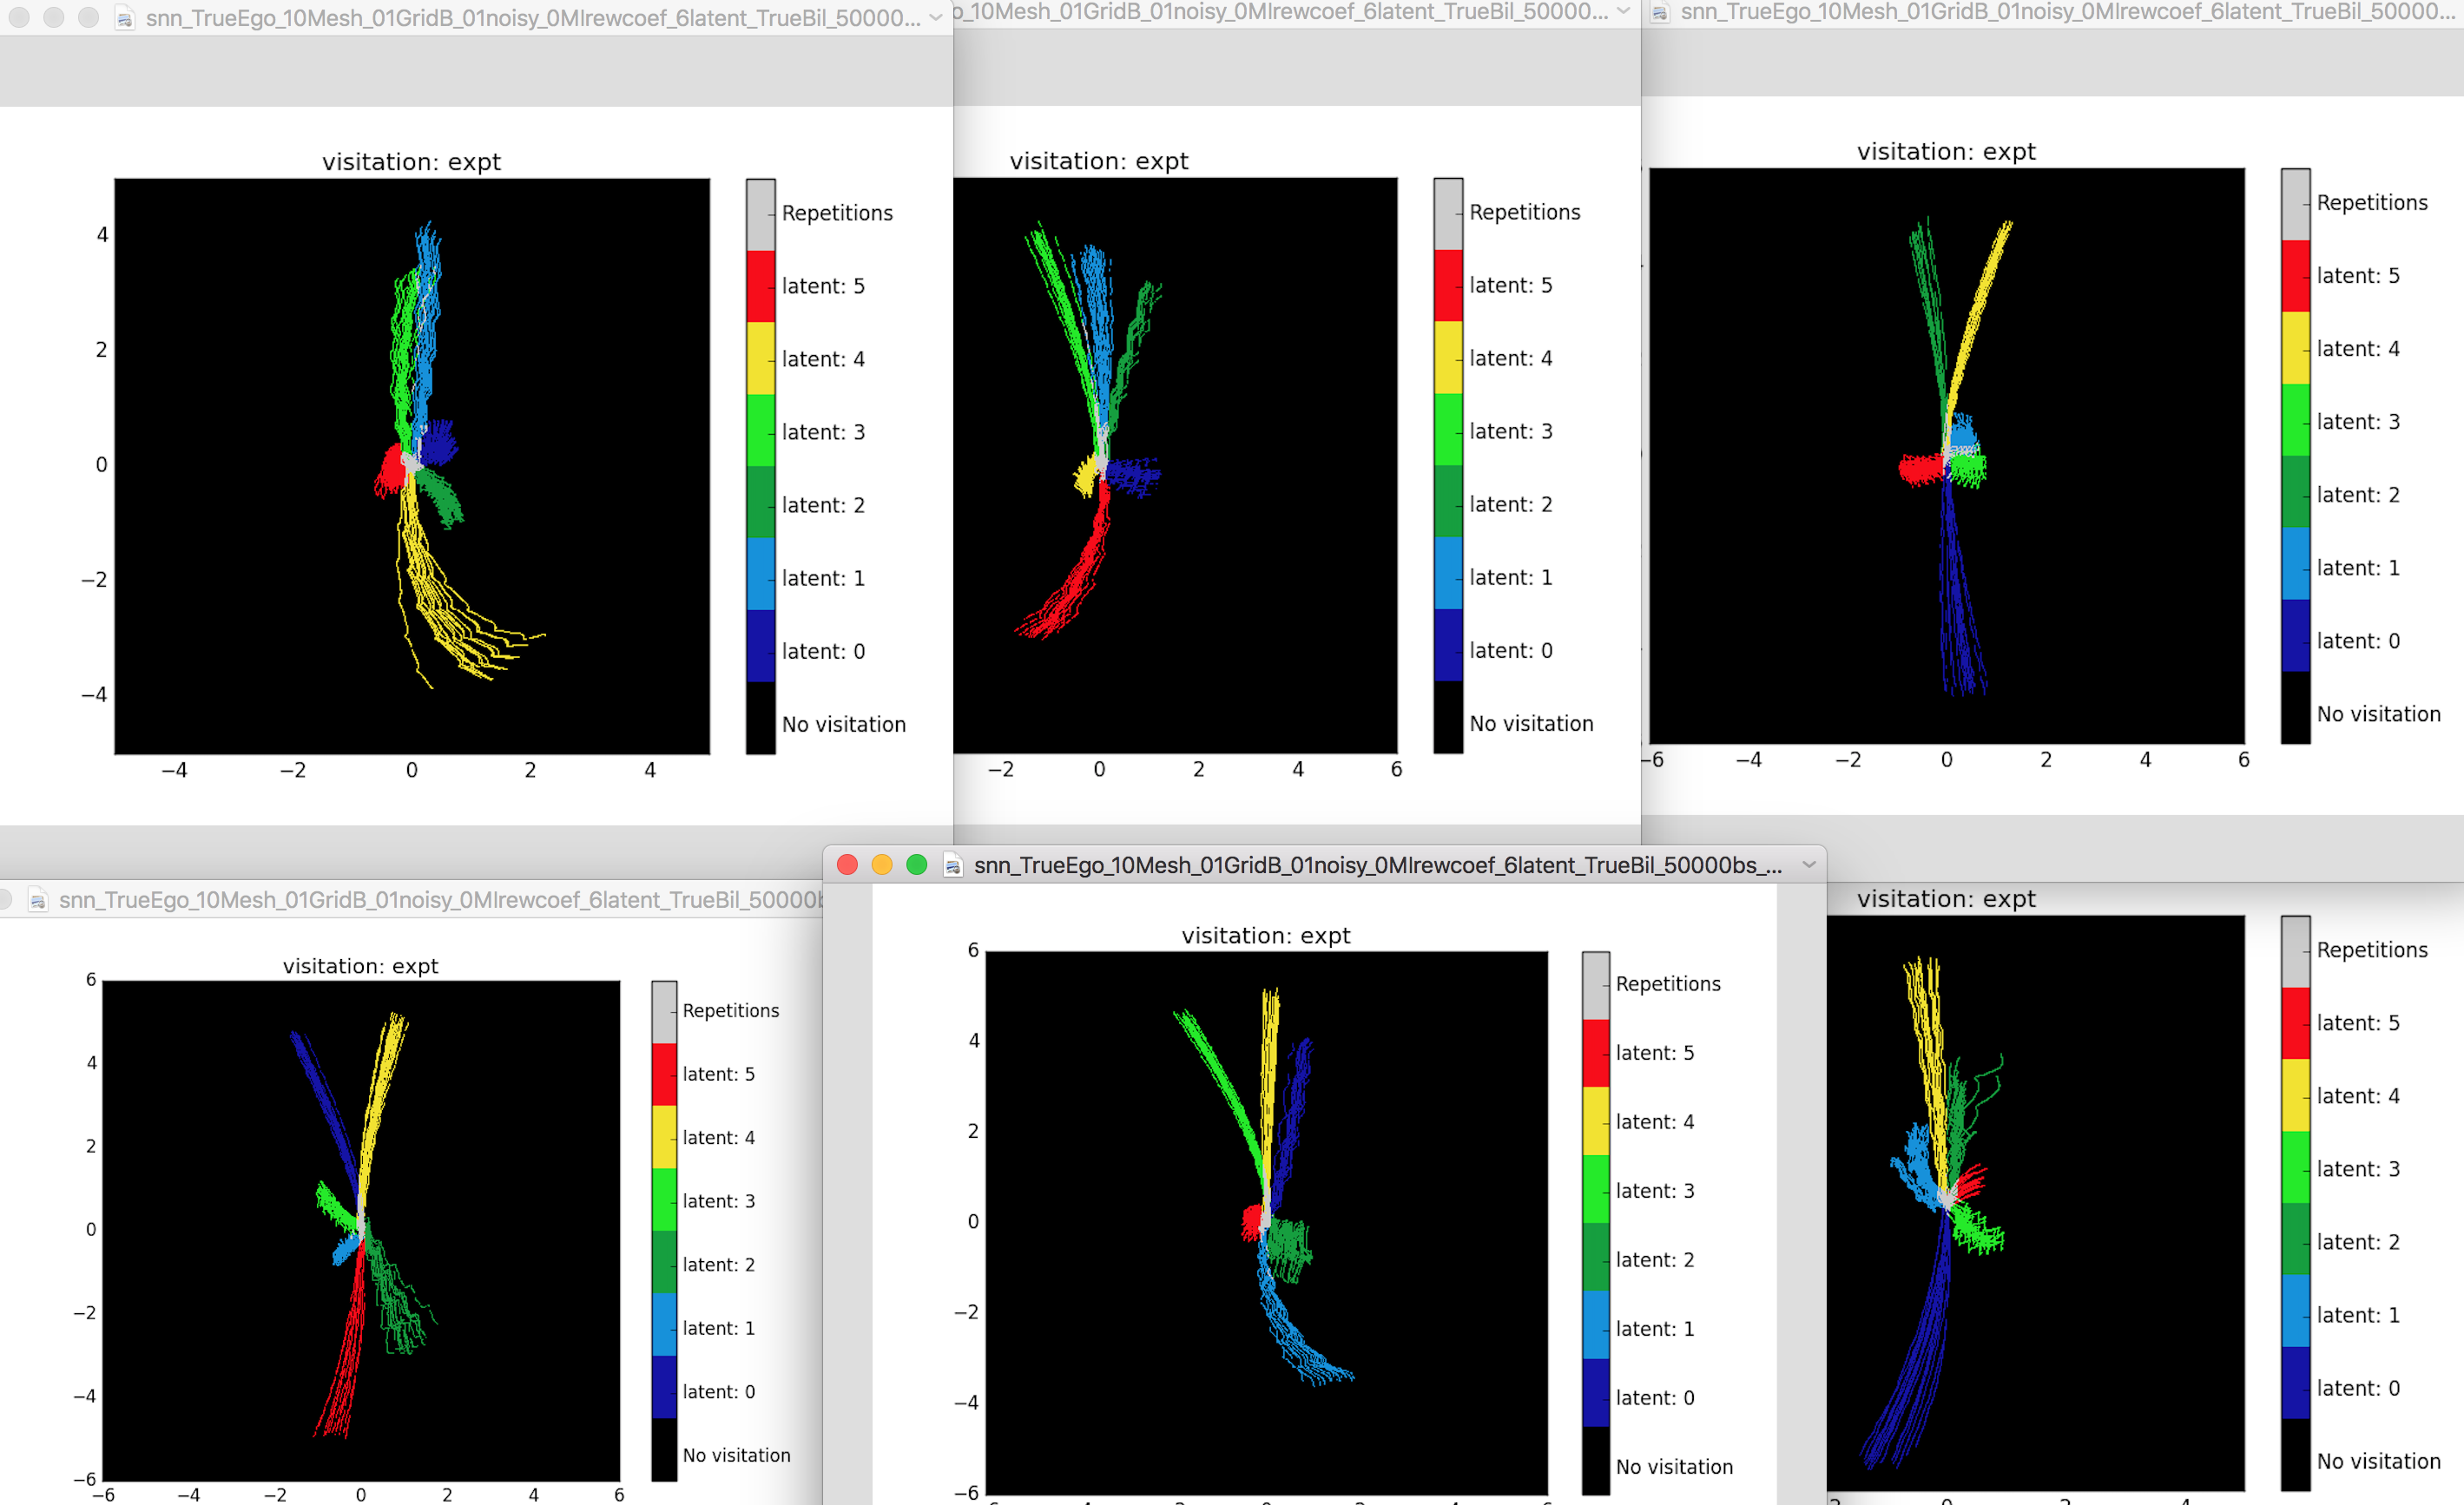 snn_TrueEgo_10Mesh_01GridB_01noisy_0MIrewcoef_6latent_TrueBil_50000...
o_10Mesh_01GridB_01noisy_0MIrewcoef_6latent_TrueBil_50000...
snn_TrueEgo_10Mesh_01GridB_01noisy_0MIrewcoef_6latent_TrueBil_50000...
visitation: expt
4
2
0
−2
−4
−4 −2 0 2 4
Repetitions
latent: 5
latent: 4
latent: 3
latent: 2
latent: 1
latent: 0
No visitation
visitation: expt
−2 0 2 4 6
Repetitions
latent: 5
latent: 4
latent: 3
latent: 2
latent: 1
latent: 0
No visitation
visitation: expt
−6 −4 −2 0 2 4 6
Repetitions
latent: 5
latent: 4
latent: 3
latent: 2
latent: 1
latent: 0
No visitation
snn_TrueEgo_10Mesh_01GridB_01noisy_0MIrewcoef_6latent_TrueBil_50000b
visitation: expt
6
4
2
0
−2
−4
−6
−6 −4 −2 0 2 4 6
Repetitions
latent: 5
latent: 4
latent: 3
latent: 2
latent: 1
latent: 0
No visitation
snn_TrueEgo_10Mesh_01GridB_01noisy_0MIrewcoef_6latent_TrueBil_50000bs_...
visitation: expt
6
4
2
0
−2
−4
−6
Repetitions
latent: 5
latent: 4
latent: 3
latent: 2
latent: 1
latent: 0
No visitation
visitation: expt
Repetitions
latent: 5
latent: 4
latent: 3
latent: 2
latent: 1
latent: 0
No visitation